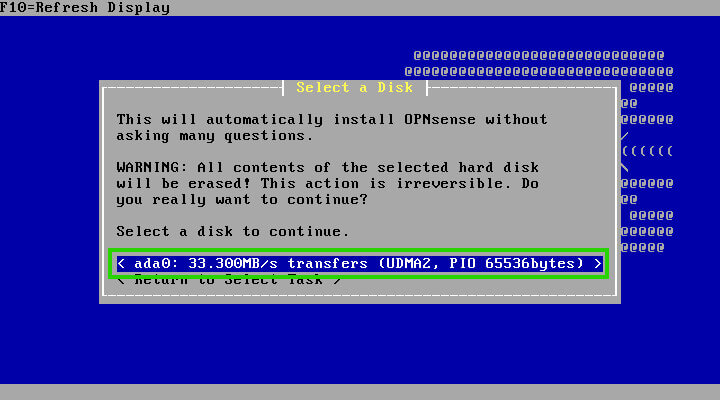 F10=Refresh Display
@@@@@@@@@@@@@@@@@@@@@@@@@@@@
@@@@@@@@@@@@@@@@@@@@@@@@@@@@@@
Select a Disk
@@@@@
This will automatically install OPNsense without
asking many questions.
@@
@@@@@@
/
WARNING: All contents of the selected hard disk
((((((
will be erased! This action is irreversible. Do
you really want to continue?
\
@@@@@@
@@
Select a disk to continue.
@@@@@
@@@@@@
< ada0: 33.300MB/s transfers (UDMA2, PIO 65536bytes) >
@@@@@
< Return to Select Task >